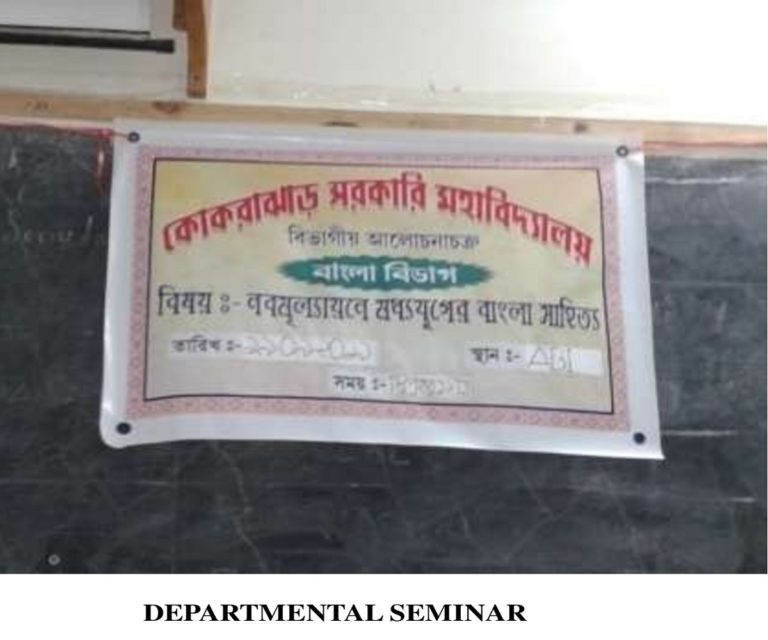 কোকরাঝাড় সরকারি মহাবিদ্যালয়
বিভাগীয় আলোচনাচক্র
বাংলা বিভাগ
বিষয় ঃ- নবমূল্যায়নে মধ্যযুগের বাংলা সাহিত্য
তারিখ ঃ-
স্থান ঃ-
সময় ঃ-
DEPARTMENTAL SEMINAR